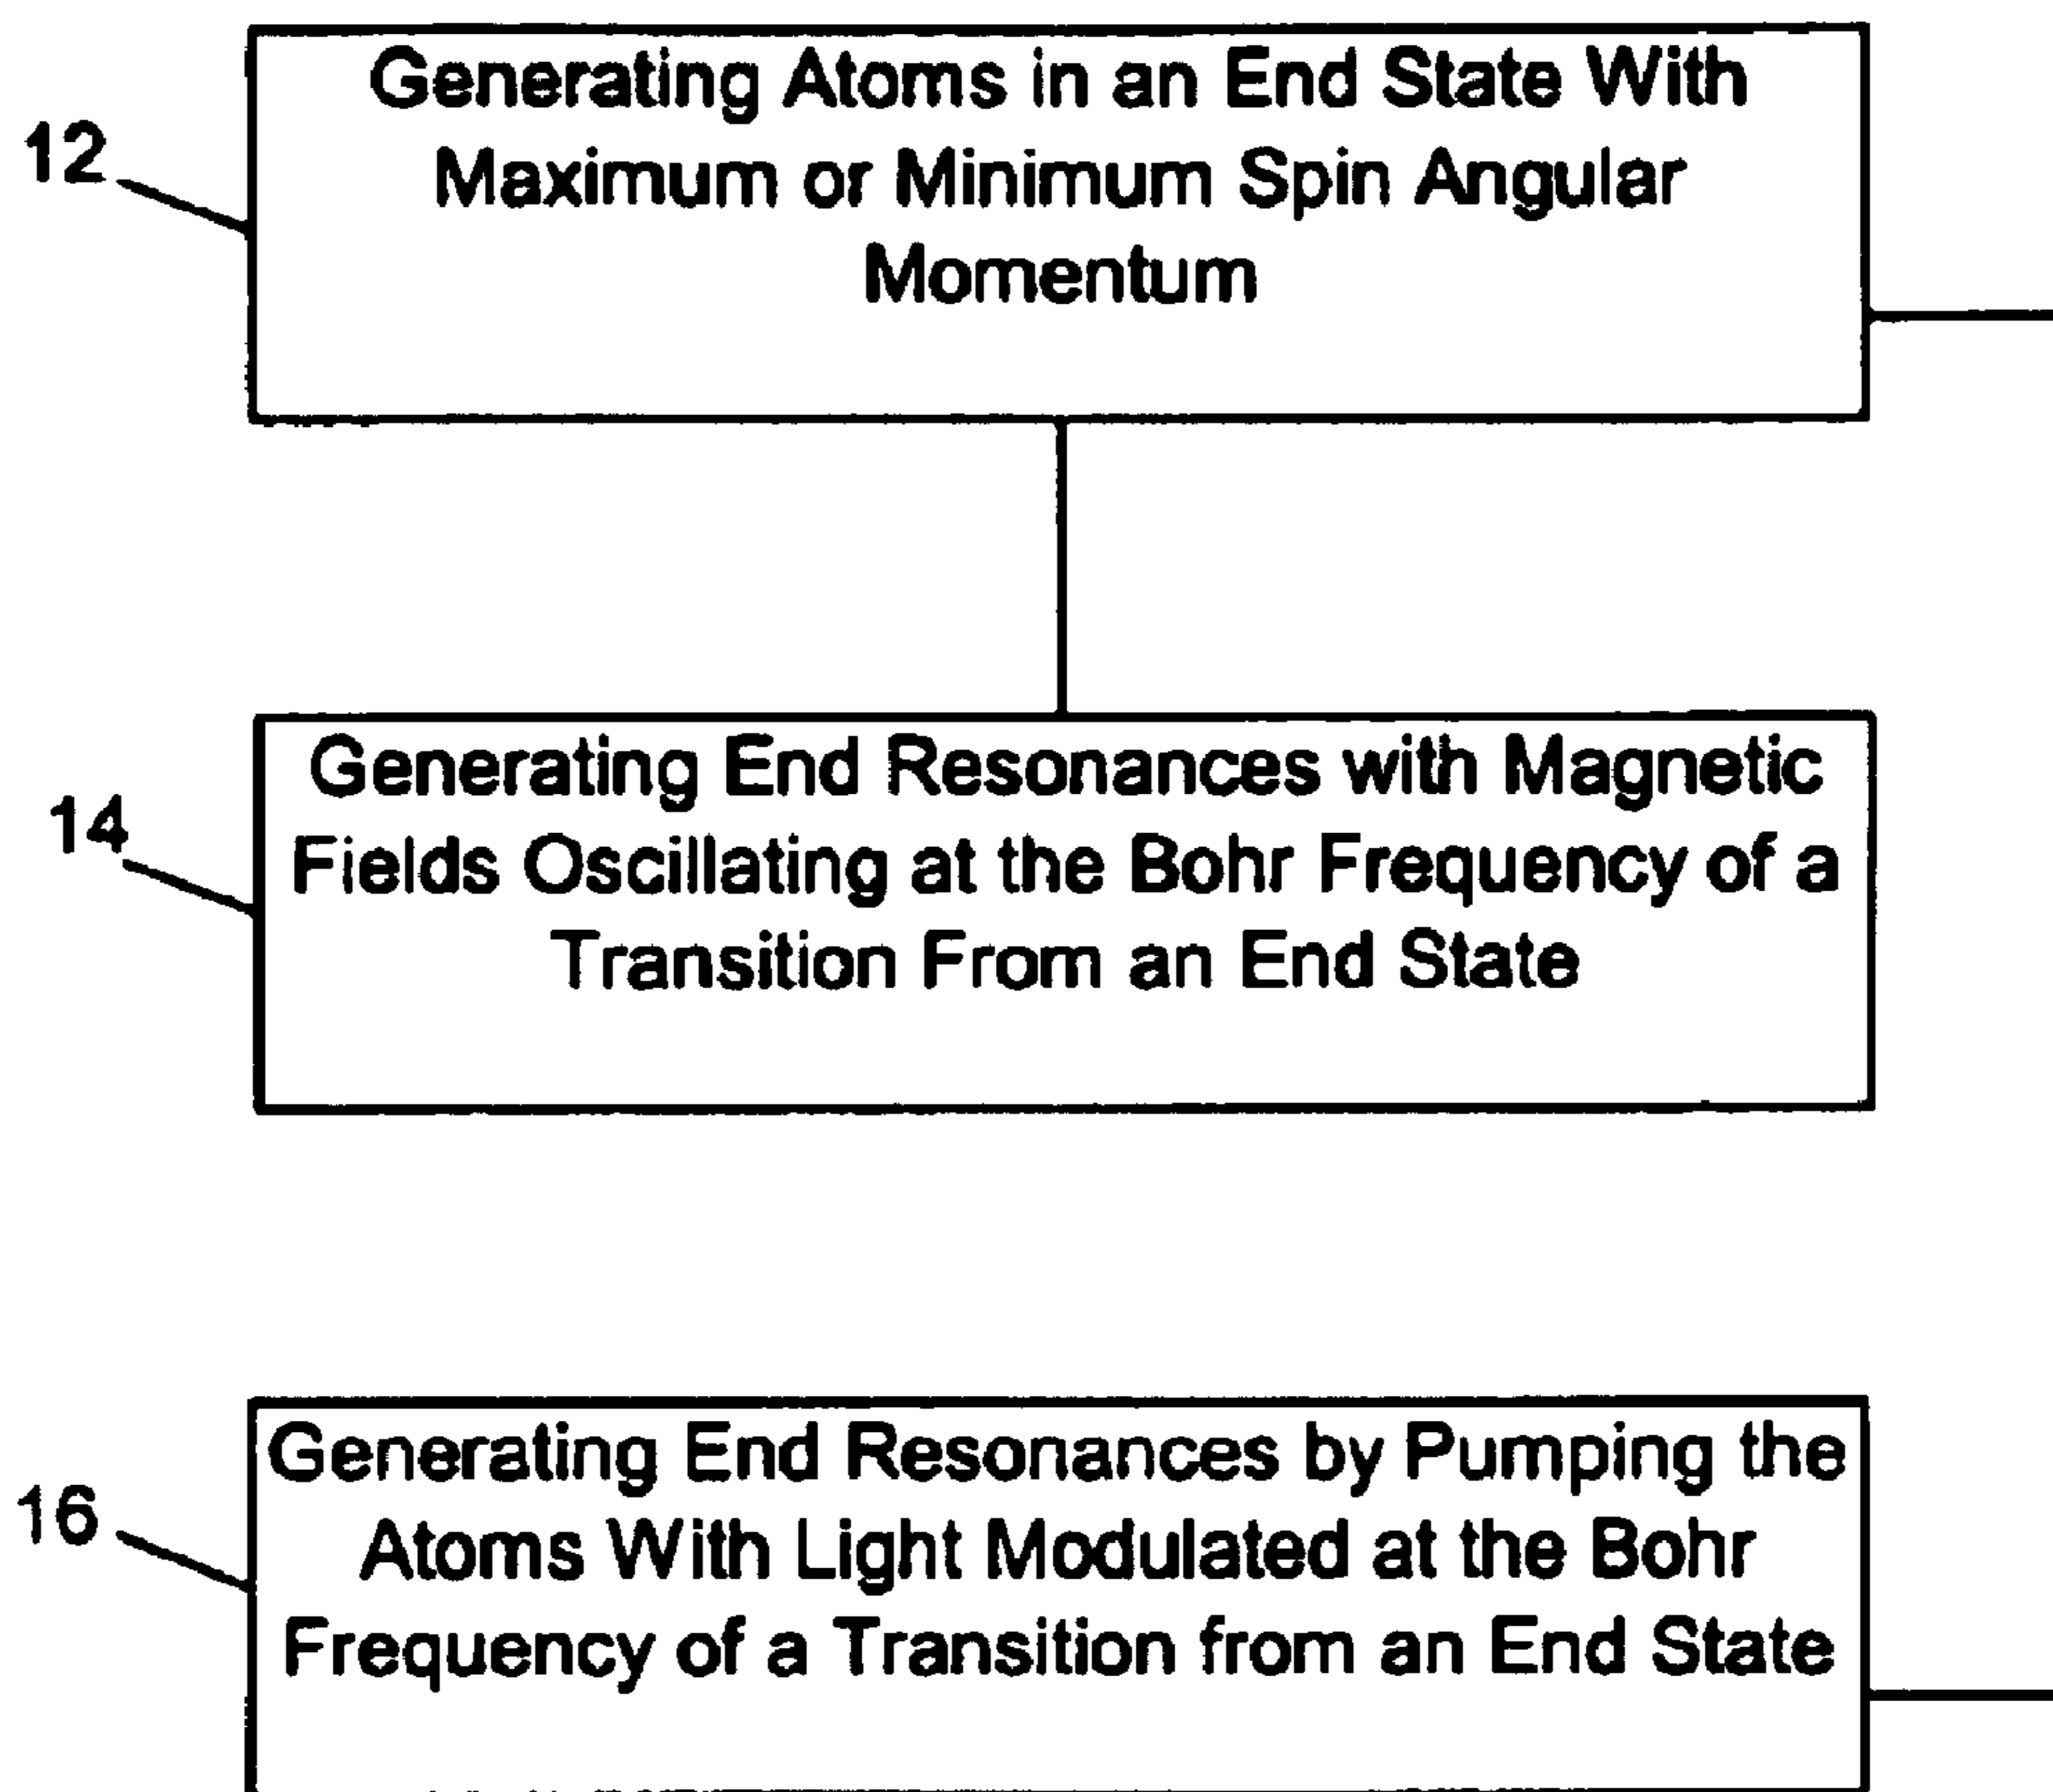 12
Generating Atoms in an End State With
Maximum or Minimum Spin Angular
Momentum
14
Generating End Resonances with Magnetic
Fields Oscillating at the Bohr Frequency of a
Transition From an End State
16
Generating End Resonances by Pumping the
Atoms With Light Modulated at the Bohr
Frequency of a Transition from an End State